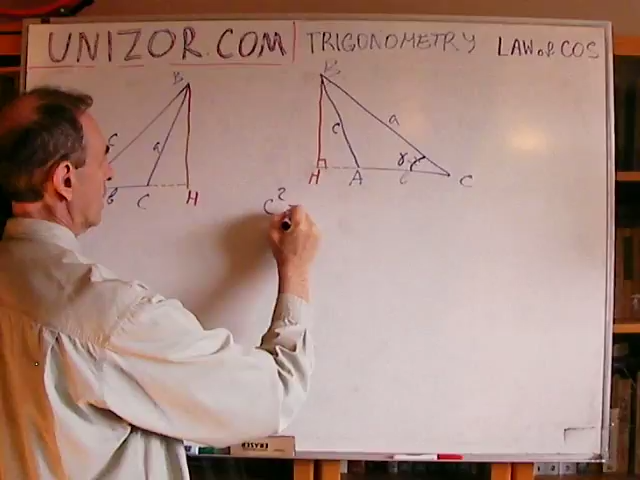 UNIZOR.COM | TRIGONOMETRY LAW OF COS
B B
c a c a
γ
b C H H A b C
c²